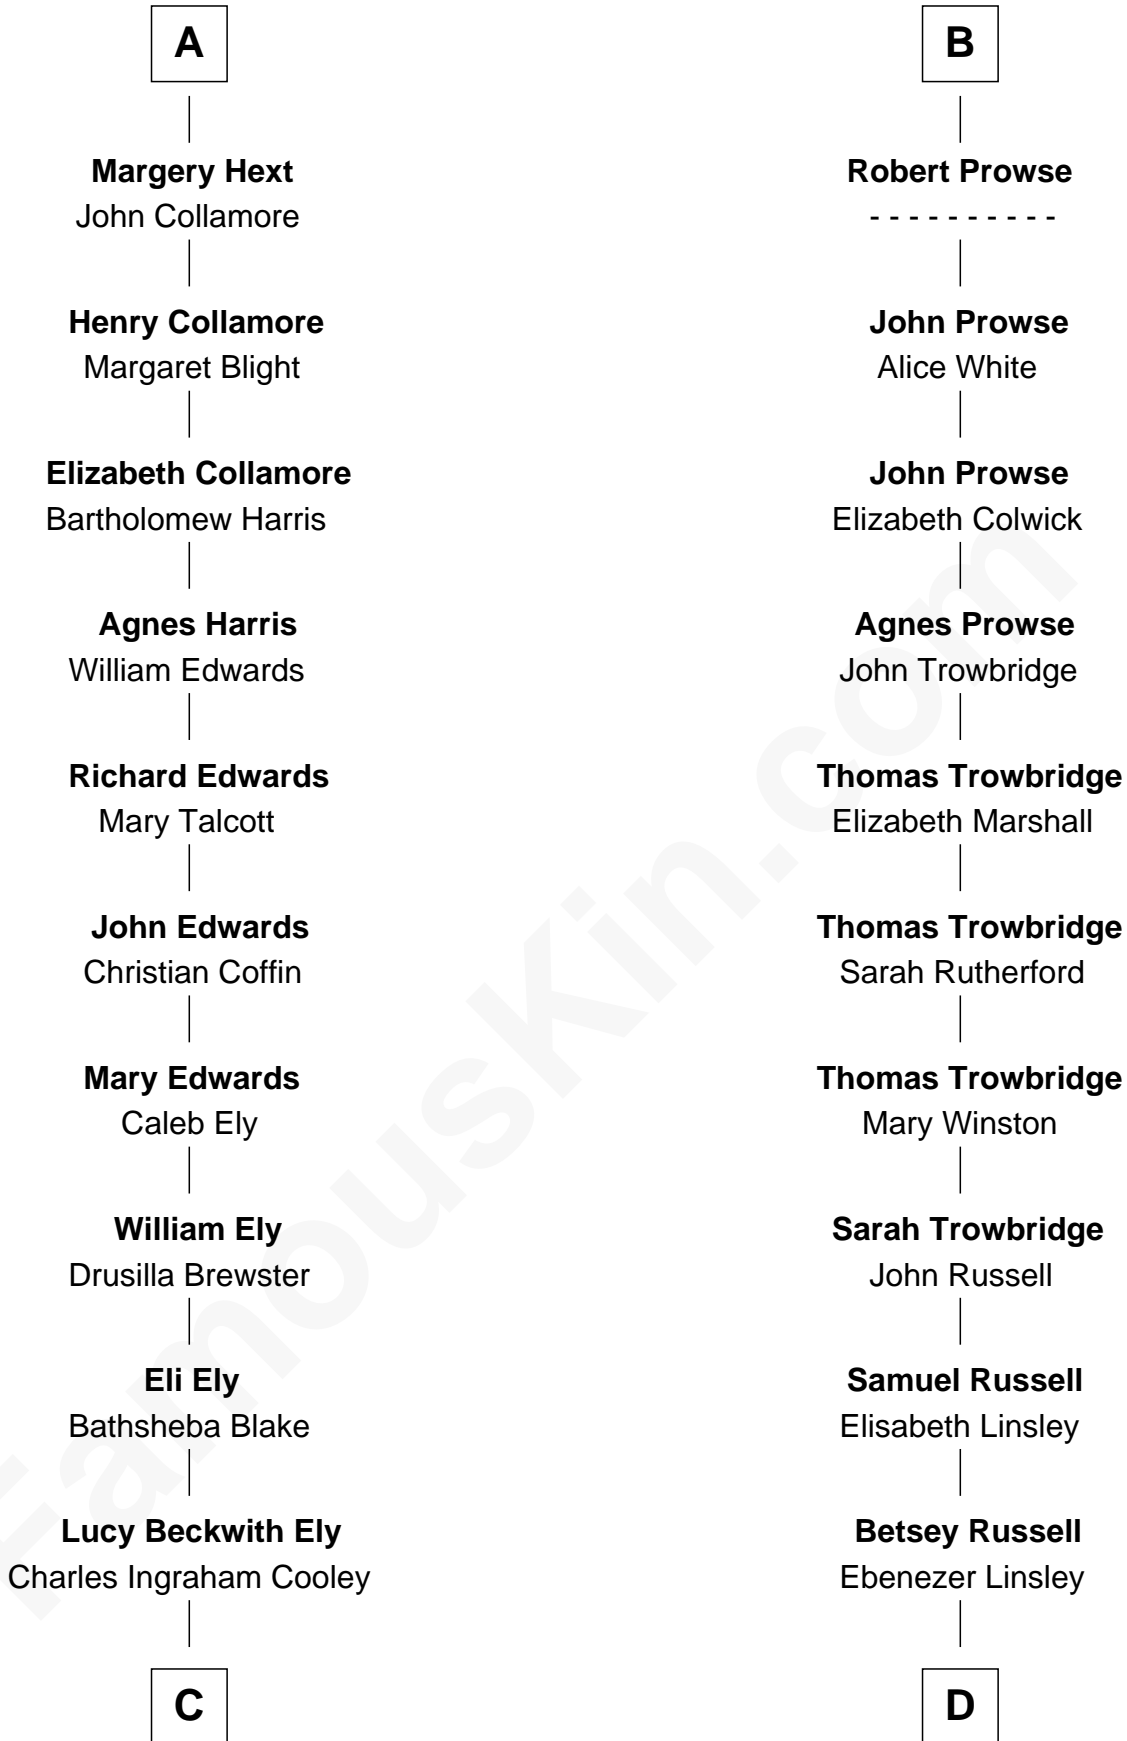 A
Margery Hext
John Collamore
Henry Collamore
Margaret Blight
Elizabeth Collamore
Bartholomew Harris
Agnes Harris
William Edwards
Richard Edwards
Mary Talcott
John Edwards
Christian Coffin
Mary Edwards
Caleb Ely
William Ely
Drusilla Brewster
Eli Ely
Bathsheba Blake
Lucy Beckwith Ely
Charles Ingraham Cooley
C
B
Robert Prowse
- - - - - - - - - -
John Prowse
Alice White
John Prowse
Elizabeth Colwick
Agnes Prowse
John Trowbridge
Thomas Trowbridge
Elizabeth Marshall
Thomas Trowbridge
Sarah Rutherford
Thomas Trowbridge
Mary Winston
Sarah Trowbridge
John Russell
Samuel Russell
Elisabeth Linsley
Betsey Russell
Ebenezer Linsley
D
FamousKin.com